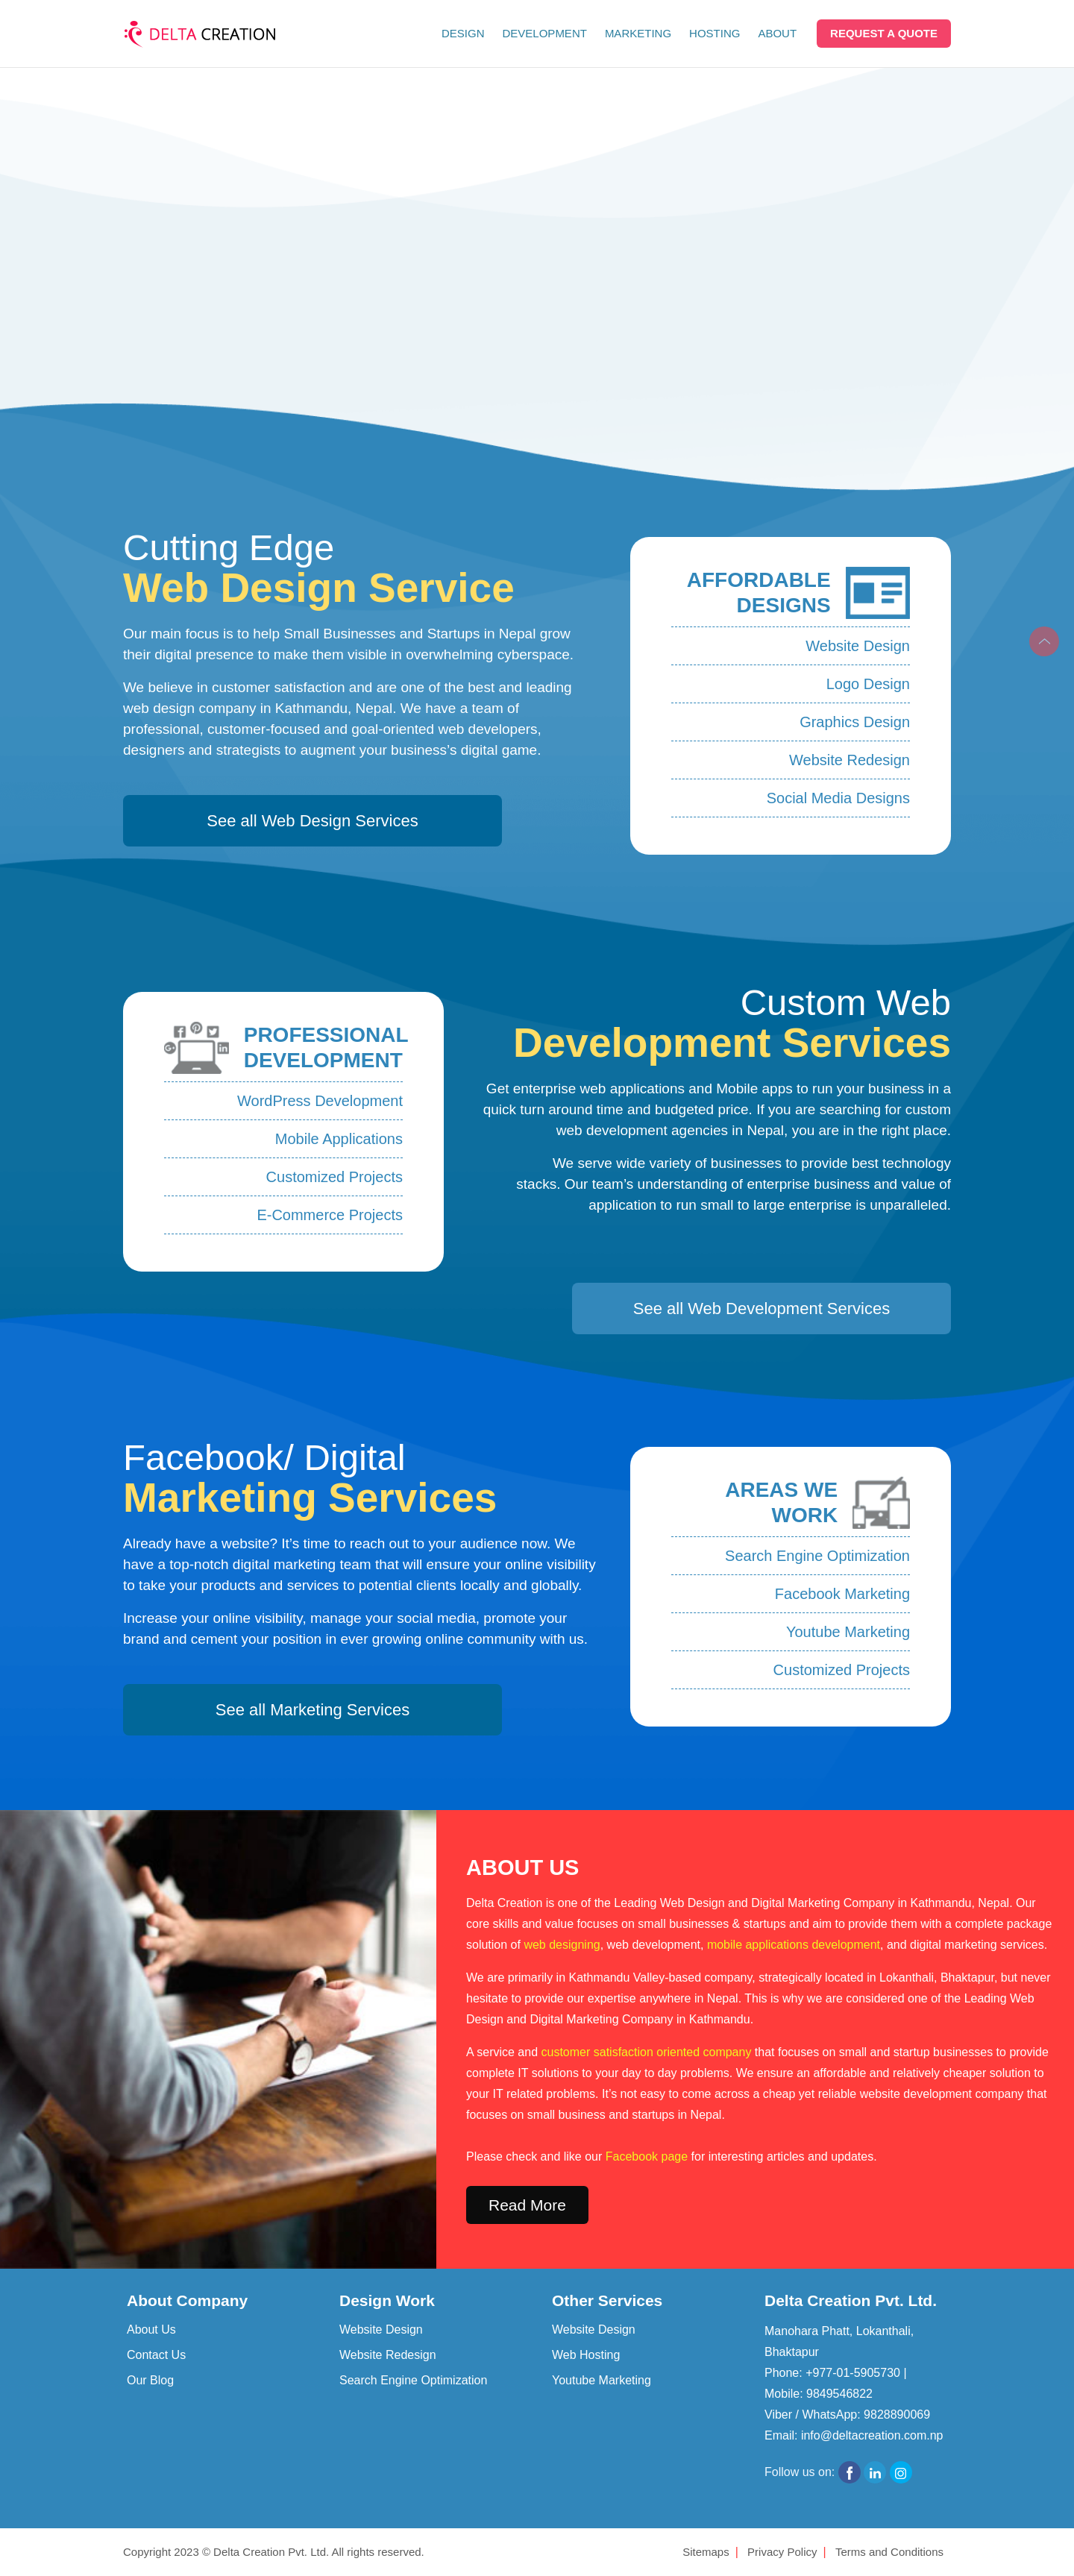 DELTA CREATION
DESIGN DEVELOPMENT MARKETING HOSTING ABOUT REQUEST A QUOTE
Cutting Edge
Web Design Service
Our main focus is to help Small Businesses and Startups in Nepal grow
their digital presence to make them visible in overwhelming cyberspace.
We believe in customer satisfaction and are one of the best and leading
web design company in Kathmandu, Nepal. We have a team of
professional, customer-focused and goal-oriented web developers,
designers and strategists to augment your business’s digital game.
See all Web Design Services
AFFORDABLE
DESIGNS
Website Design
Logo Design
Graphics Design
Website Redesign
Social Media Designs
PROFESSIONAL
DEVELOPMENT
WordPress Development
Mobile Applications
Customized Projects
E-Commerce Projects
Custom Web
Development Services
Get enterprise web applications and Mobile apps to run your business in a
quick turn around time and budgeted price. If you are searching for custom
web development agencies in Nepal, you are in the right place.
We serve wide variety of businesses to provide best technology
stacks. Our team’s understanding of enterprise business and value of
application to run small to large enterprise is unparalleled.
See all Web Development Services
Facebook/ Digital
Marketing Services
Already have a website? It’s time to reach out to your audience now. We
have a top-notch digital marketing team that will ensure your online visibility
to take your products and services to potential clients locally and globally.
Increase your online visibility, manage your social media, promote your
brand and cement your position in ever growing online community with us.
See all Marketing Services
AREAS WE
WORK
Search Engine Optimization
Facebook Marketing
Youtube Marketing
Customized Projects
ABOUT US
Delta Creation is one of the Leading Web Design and Digital Marketing Company in Kathmandu, Nepal. Our
core skills and value focuses on small businesses & startups and aim to provide them with a complete package
solution of web designing, web development, mobile applications development, and digital marketing services.
We are primarily in Kathmandu Valley-based company, strategically located in Lokanthali, Bhaktapur, but never
hesitate to provide our expertise anywhere in Nepal. This is why we are considered one of the Leading Web
Design and Digital Marketing Company in Kathmandu.
A service and customer satisfaction oriented company that focuses on small and startup businesses to provide
complete IT solutions to your day to day problems. We ensure an affordable and relatively cheaper solution to
your IT related problems. It’s not easy to come across a cheap yet reliable website development company that
focuses on small business and startups in Nepal.
Please check and like our Facebook page for interesting articles and updates.
Read More
About Company
About Us
Contact Us
Our Blog
Design Work
Website Design
Website Redesign
Search Engine Optimization
Other Services
Website Design
Web Hosting
Youtube Marketing
Delta Creation Pvt. Ltd.
Manohara Phatt, Lokanthali,
Bhaktapur
Phone: +977-01-5905730 |
Mobile: 9849546822
Viber / WhatsApp: 9828890069
Email: info@deltacreation.com.np
Follow us on:
Copyright 2023 © Delta Creation Pvt. Ltd. All rights reserved.
Sitemaps | Privacy Policy | Terms and Conditions